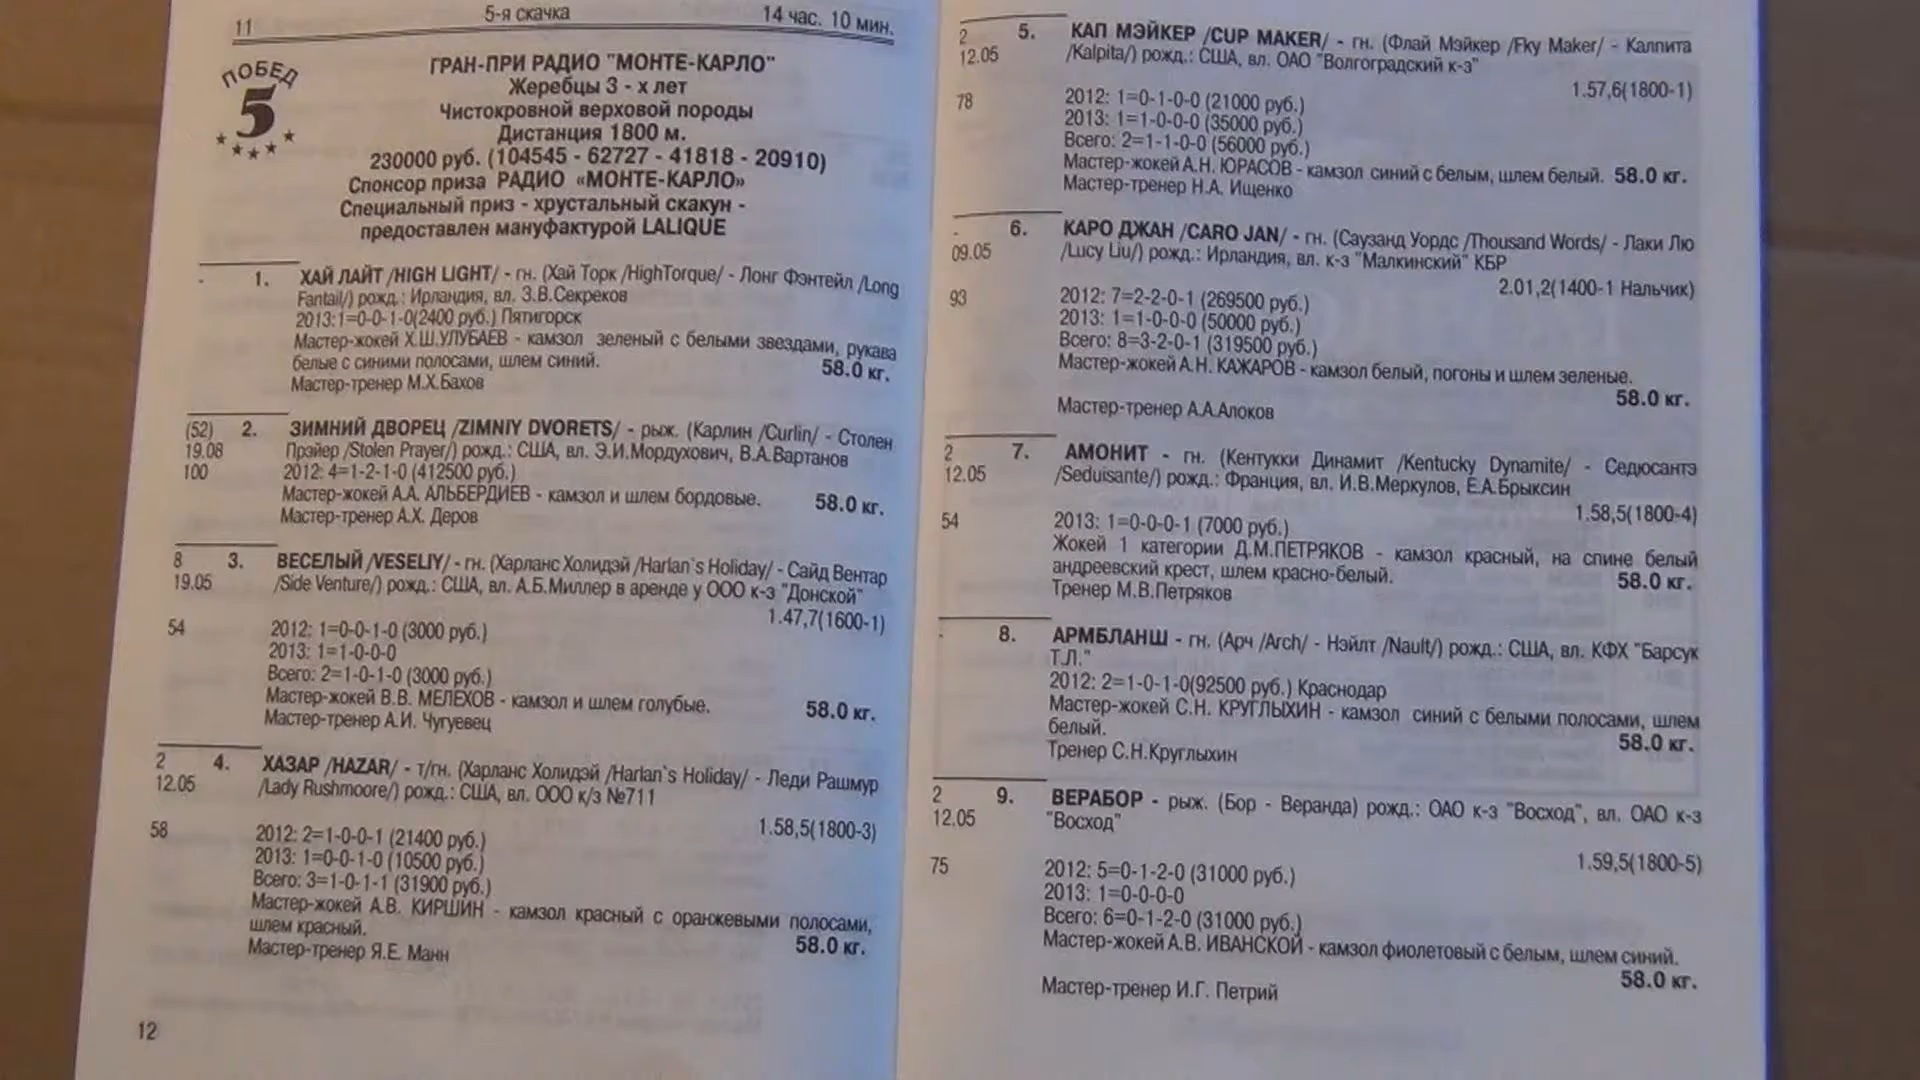 11 5-я скачка 14 час. 10 мин.
ПОБЕД
5
ГРАН-ПРИ РАДИО "МОНТЕ-КАРЛО"
Жеребцы 3 - х лет
Чистокровной верховой породы
Дистанция 1800 м.
230000 руб. (104545 - 62727 - 41818 - 20910)
Спонсор приза РАДИО «МОНТЕ-КАРЛО»
Специальный приз - хрустальный скакун -
предоставлен мануфактурой LALIQUE
- 1. ХАЙ ЛАЙТ /HIGH LIGHT/ - гн. (Хай Торк /HighTorque/ - Лонг Фэнтейл /Long
Fantail/) рожд.: Ирландия, вл. З.В.Секреков
2013:1=0-0-1-0(2400 руб.) Пятигорск
Мастер-жокей Х.Ш.УЛУБАЕВ - камзол зеленый с белыми звездами, рукава
белые с синими полосами, шлем синий. 58.0 кг.
Мастер-тренер М.Х.Бахов
(52) 2. ЗИМНИЙ ДВОРЕЦ /ZIMNIY DVORETS/ - рыж. (Карлин /Curlin/ - Столен
19.08 Прэйер /Stolen Prayer/) рожд.: США, вл. Э.И.Мордухович, В.А.Вартанов
100 2012: 4=1-2-1-0 (412500 руб.)
Мастер-жокей А.А. АЛЬБЕРДИЕВ - камзол и шлем бордовые. 58.0 кг.
Мастер-тренер А.Х. Деров
8 3. ВЕСЕЛЫЙ /VESELIY/ - гн. (Харланс Холидэй /Harlan`s Holiday/ - Сайд Вентар
19.05 /Side Venture/) рожд.: США, вл. А.Б.Миллер в аренде у ООО к-з "Донской"
1.47,7(1600-1)
54 2012: 1=0-0-1-0 (3000 руб.)
2013: 1=1-0-0-0
Всего: 2=1-0-1-0 (3000 руб.)
Мастер-жокей В.В. МЕЛЕХОВ - камзол и шлем голубые. 58.0 кг.
Мастер-тренер А.И. Чугуевец
2 4. ХАЗАР /HAZAR/ - т/гн. (Харланс Холидэй /Harlan`s Holiday/ - Леди Рашмур
12.05 /Lady Rushmoore/) рожд.: США, вл. ООО к/з №711
1.58,5(1800-3)
58 2012: 2=1-0-0-1 (21400 руб.)
2013: 1=0-0-1-0 (10500 руб.)
Всего: 3=1-0-1-1 (31900 руб.)
Мастер-жокей А.В. КИРШИН - камзол красный с оранжевыми полосами,
шлем красный. 58.0 кг.
Мастер-тренер Я.Е. Манн
12
2 5. КАП МЭЙКЕР /CUP MAKER/ - гн. (Флай Мэйкер /Fky Maker/ - Калпита
12.05 /Kalpita/) рожд.: США, вл. ОАО "Волгоградский к-з"
1.57,6(1800-1)
78 2012: 1=0-1-0-0 (21000 руб.)
2013: 1=1-0-0-0 (35000 руб.)
Всего: 2=1-1-0-0 (56000 руб.)
Мастер-жокей А.Н. ЮРАСОВ - камзол синий с белым, шлем белый. 58.0 кг.
Мастер-тренер Н.А. Ищенко
- 6. КАРО ДЖАН /CARO JAN/ - гн. (Саузанд Уордс /Thousand Words/ - Лаки Лю
09.05 /Lucy Liu/) рожд.: Ирландия, вл. к-з "Малкинский" КБР
2.01,2(1400-1 Нальчик)
93 2012: 7=2-2-0-1 (269500 руб.)
2013: 1=1-0-0-0 (50000 руб.)
Всего: 8=3-2-0-1 (319500 руб.)
Мастер-жокей А.Н. КАЖАРОВ - камзол белый, погоны и шлем зеленые.
58.0 кг.
Мастер-тренер А.А.Алоков
2 7. АМОНИТ - гн. (Кентукки Динамит /Kentucky Dynamite/ - Седюсантэ
12.05 /Seduisante/) рожд.: Франция, вл. И.В.Меркулов, Е.А.Брыксин
1.58,5(1800-4)
54 2013: 1=0-0-0-1 (7000 руб.)
Жокей 1 категории Д.М.ПЕТРЯКОВ - камзол красный, на спине белый
андреевский крест, шлем красно-белый. 58.0 кг.
Тренер М.В.Петряков
- 8. АРМБЛАНШ - гн. (Арч /Arch/ - Нэйлт /Nault/) рожд.: США, вл. КФХ "Барсук
Т.Л."
2012: 2=1-0-1-0(92500 руб.) Краснодар
Мастер-жокей С.Н. КРУГЛЫХИН - камзол синий с белыми полосами, шлем
белый. 58.0 кг.
Тренер С.Н.Круглыхин
2 9. ВЕРАБОР - рыж. (Бор - Веранда) рожд.: ОАО к-з "Восход", вл. ОАО к-з
12.05 "Восход"
1.59,5(1800-5)
75 2012: 5=0-1-2-0 (31000 руб.)
2013: 1=0-0-0-0
Всего: 6=0-1-2-0 (31000 руб.)
Мастер-жокей А.В. ИВАНСКОЙ - камзол фиолетовый с белым, шлем синий.
58.0 кг.
Мастер-тренер И.Г. Петрий